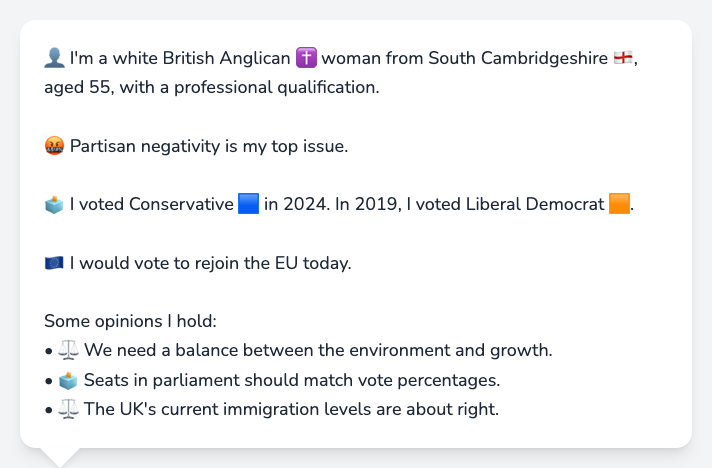 👤 I'm a white British Anglican ✝️ woman from South Cambridgeshire 🏴󠁧󠁢󠁥󠁮󠁧󠁿,
aged 55, with a professional qualification.
🤬 Partisan negativity is my top issue.
🗳️ I voted Conservative 🟦 in 2024. In 2019, I voted Liberal Democrat 🟧.
🇪🇺 I would vote to rejoin the EU today.
Some opinions I hold:
• ⚖️ We need a balance between the environment and growth.
• 🗳️ Seats in parliament should match vote percentages.
• ⚖️ The UK's current immigration levels are about right.